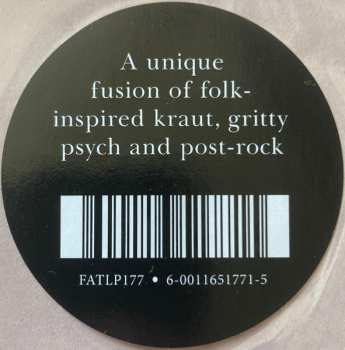 A unique
fusion of folk-
inspired kraut, gritty
psych and post-rock
FATLP177 • 6-0011651771-5